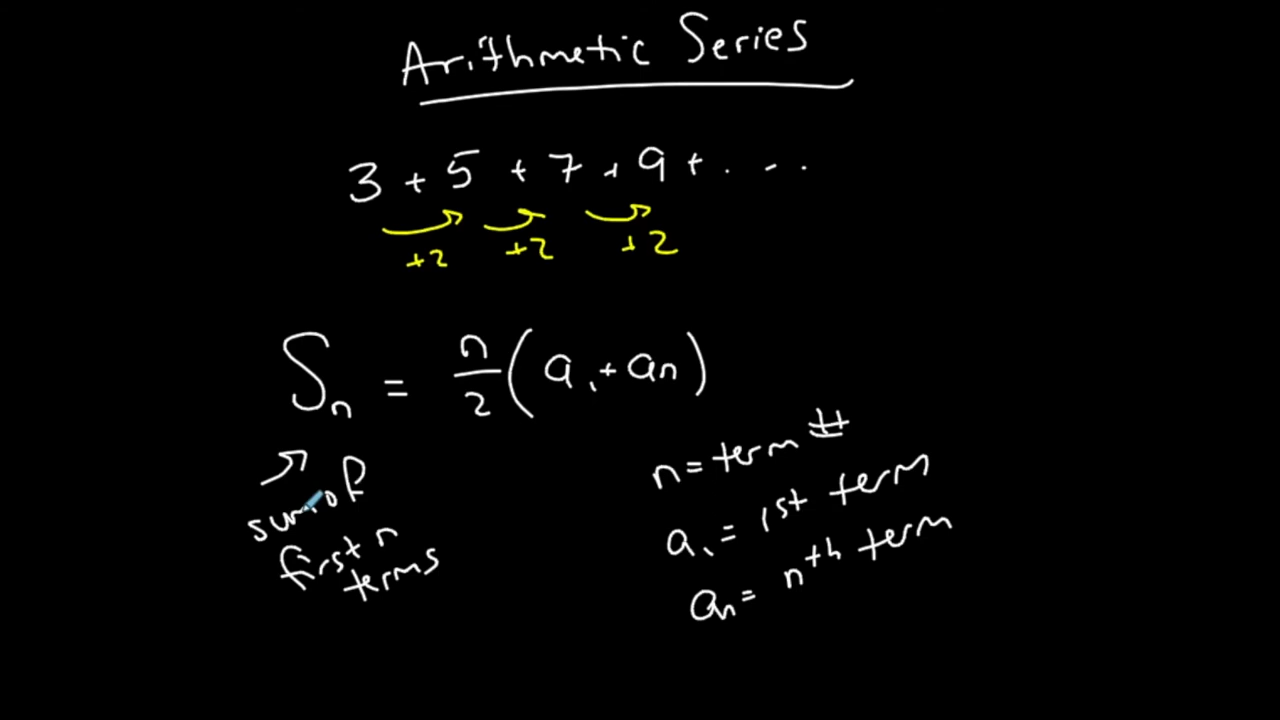 Arithmetic Series
3 + 5 + 7 + 9 + . . .
+2 +2 +2
Sn = n/2 (a1 + an)
n = term #
sum of
a1 = 1st term
first n
terms
an = nth term